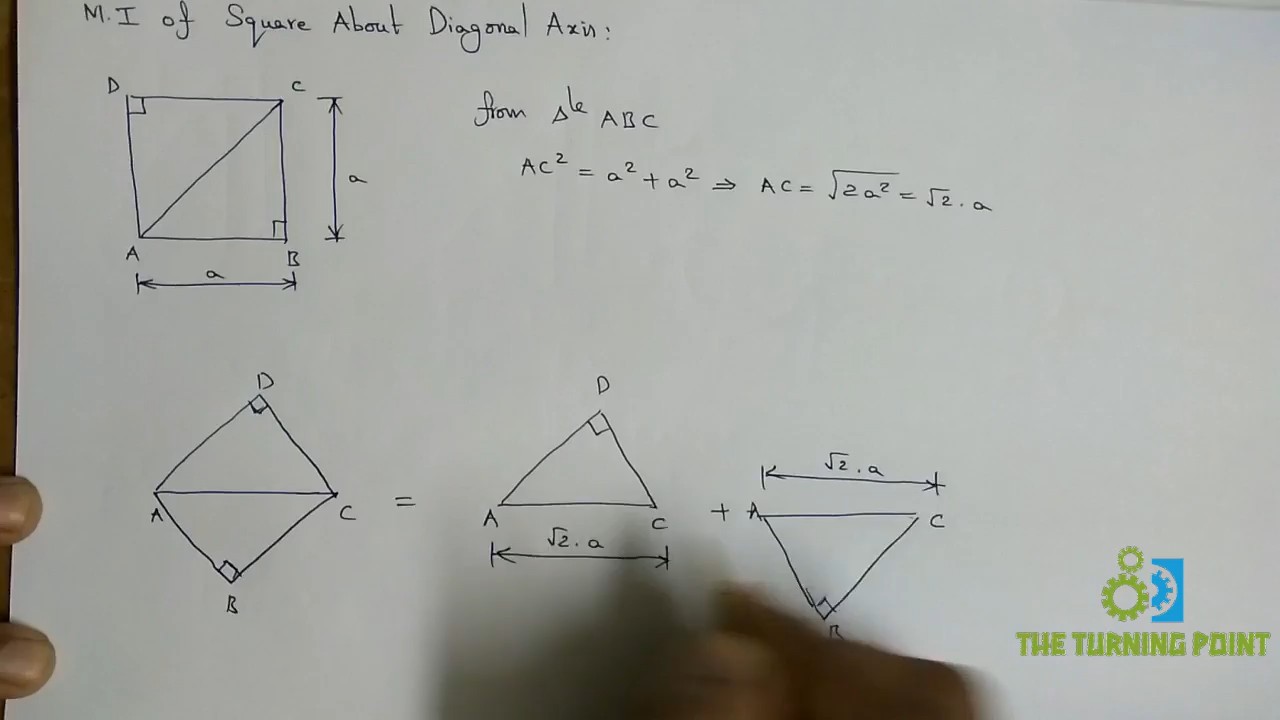 M.I of Square About Diagonal Axis:
D
C
from Δle ABC
AC² = a² + a² ⇒ AC = √2a² = √2 . a
a
A
B
a
D
D
√2 . a
A
C
=
A
C
+
A
C
√2 . a
B
B
THE TURNING POINT